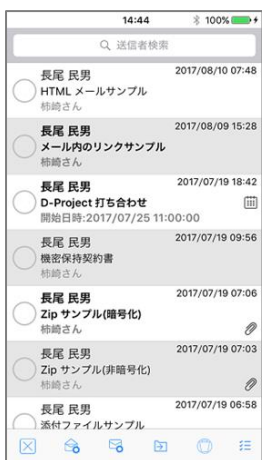 14:44 100%
送信者検索
長尾 民男 2017/08/10 07:48
HTML メールサンプル
柿崎さん
長尾 民男 2017/08/09 15:28
メール内のリンクサンプル
柿崎さん
長尾 民男 2017/07/19 18:42
D-Project 打ち合わせ
開始日時:2017/07/25 11:00:00
長尾 民男 2017/07/19 09:56
機密保持契約書
柿崎さん
長尾 民男 2017/07/19 07:06
Zip サンプル(暗号化)
柿崎さん
長尾 民男 2017/07/19 07:03
Zip サンプル(非暗号化)
柿崎さん
長尾 民男 2017/07/19 06:58
添付ファイルサンプル